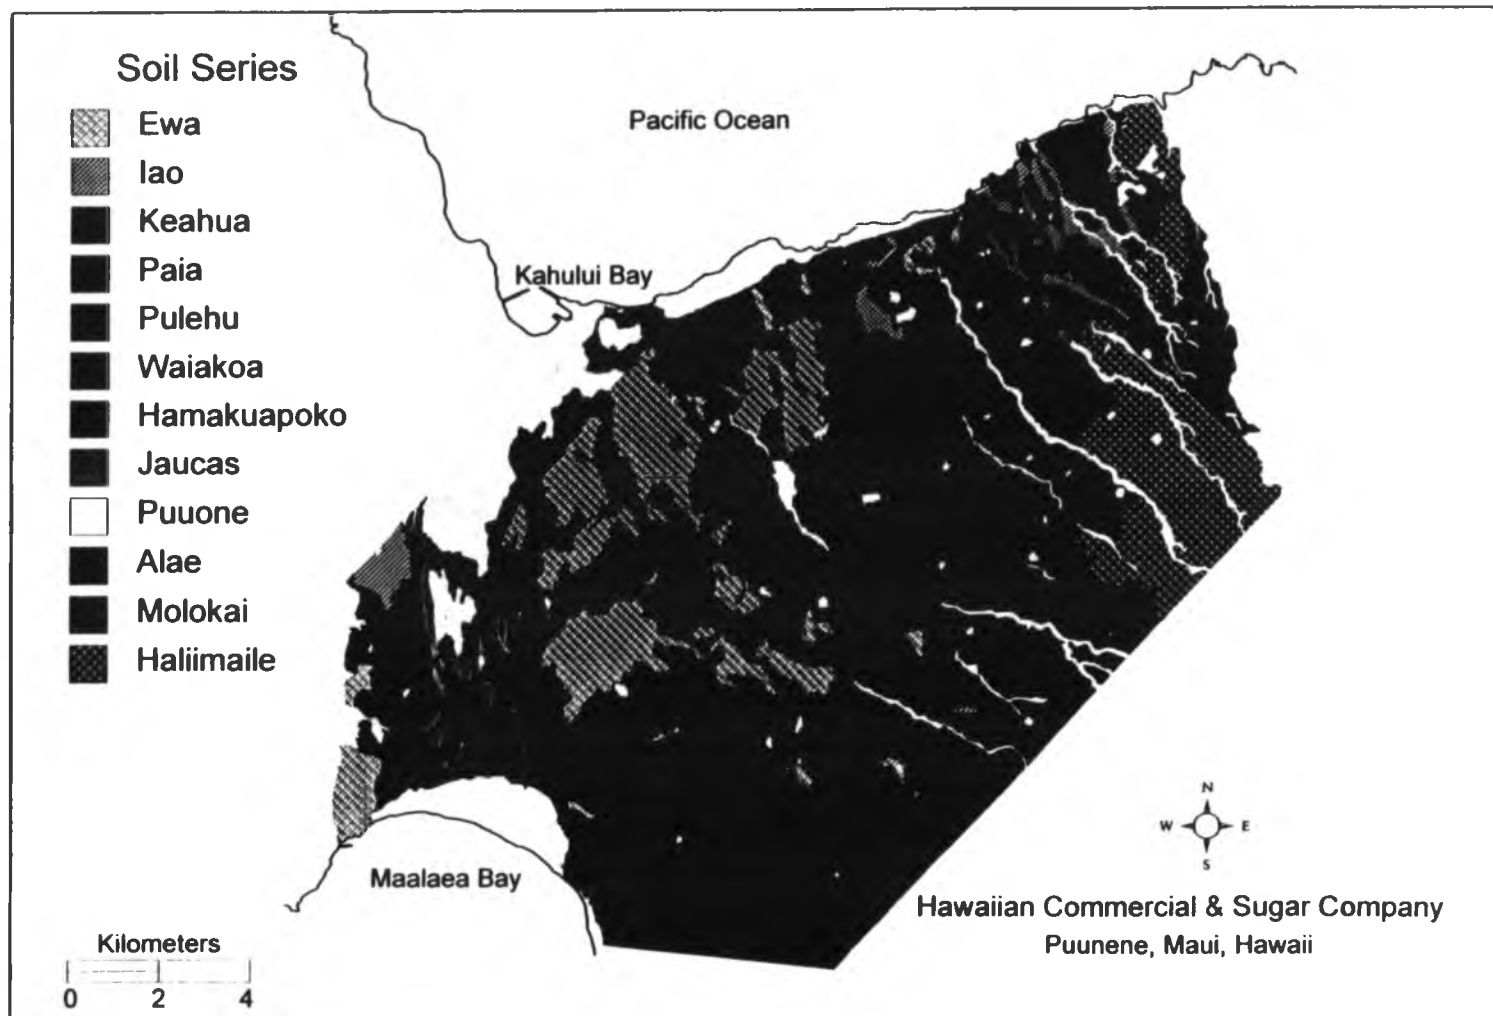 Soil Series
Ewa
Iao
Keahua
Paia
Pulehu
Waiakoa
Hamakuapoko
Jaucas
Puuone
Alae
Molokai
Haliimaile
Pacific Ocean
Kahului Bay
Maalaea Bay
N
W E
S
Hawaiian Commercial & Sugar Company
Puunene, Maui, Hawaii
Kilometers
0 2 4